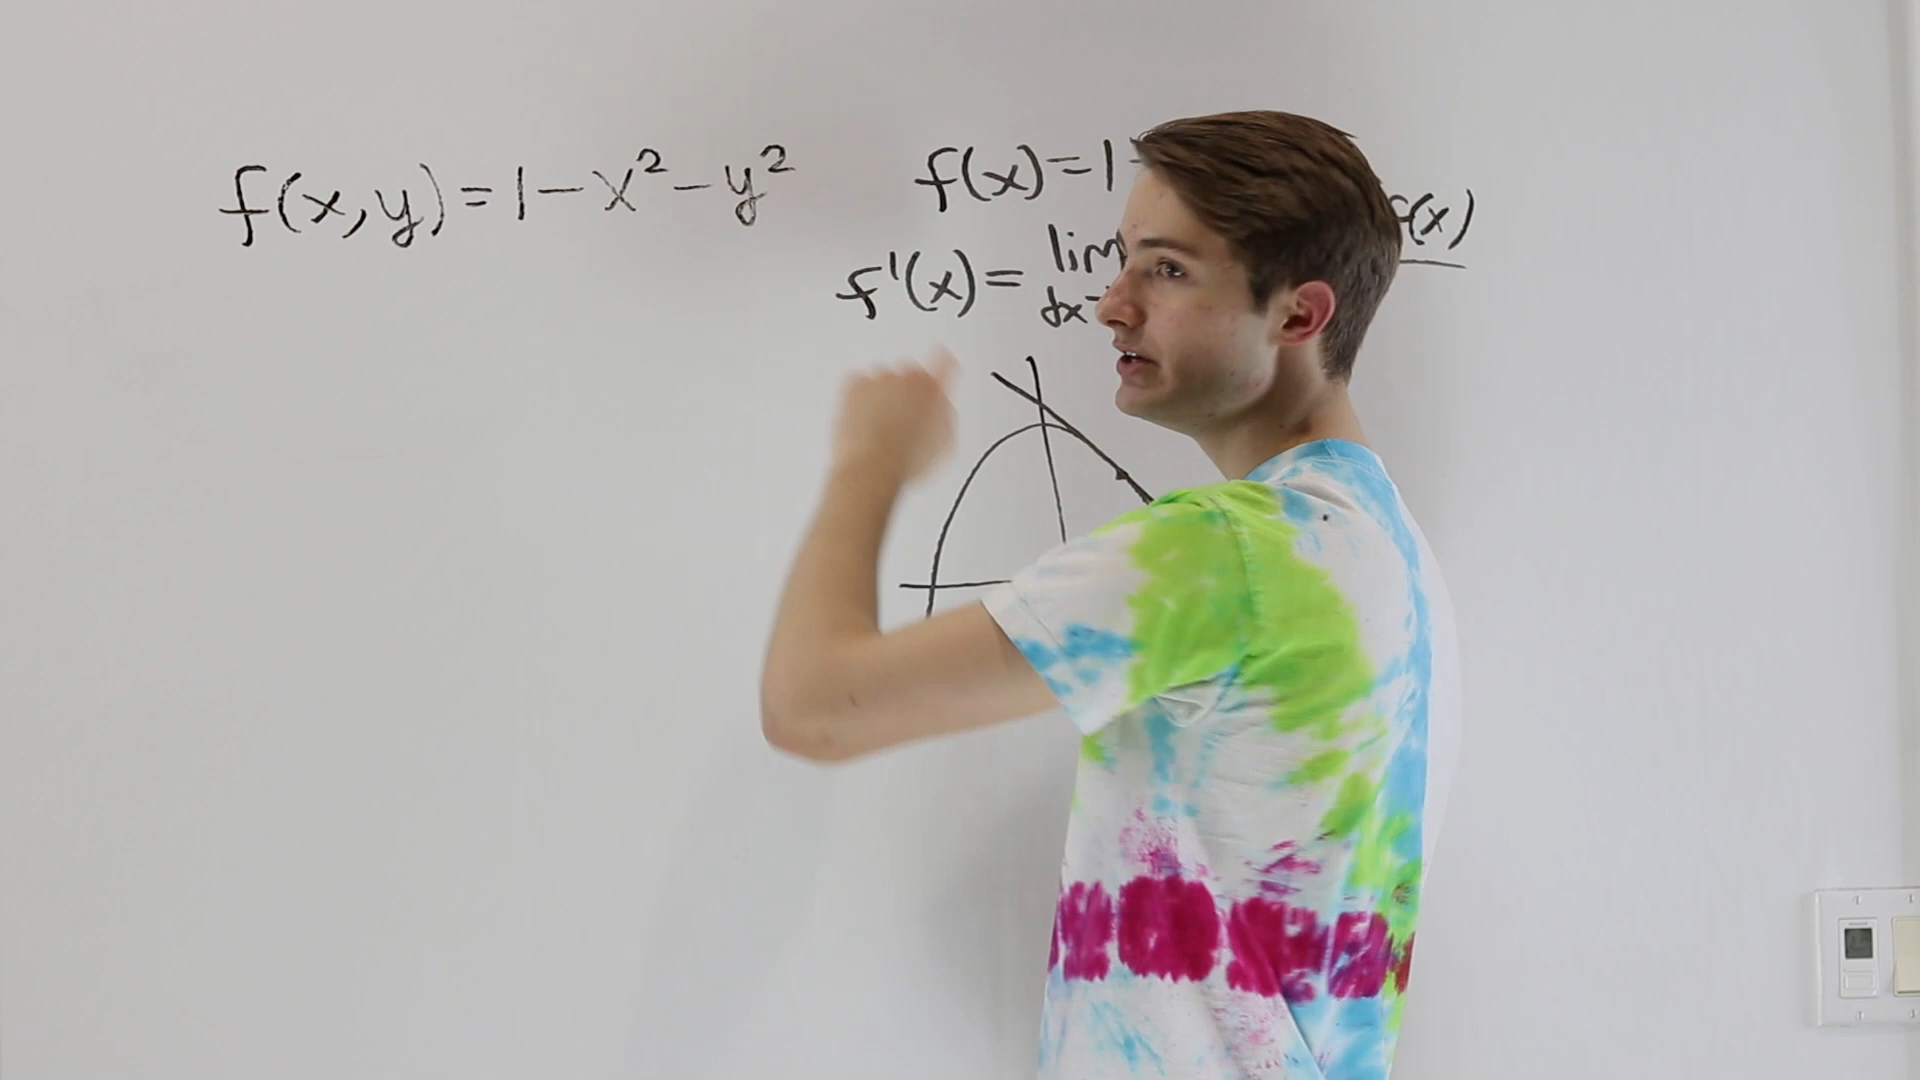 f(x,y)=1-x²-y²
f(x)=1-
f(x)
f'(x)= lim
dx